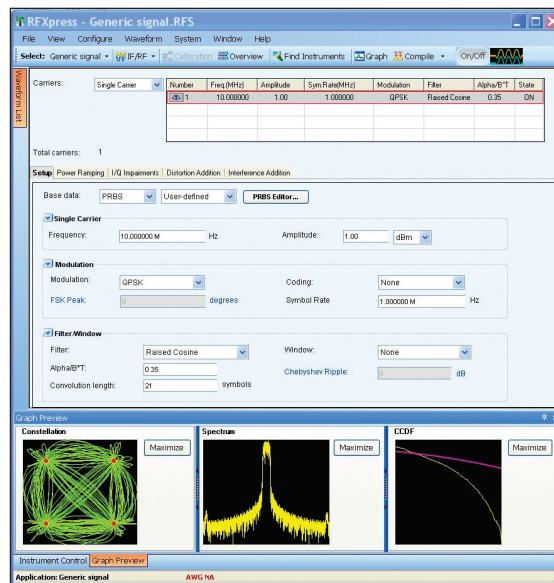 RFXpress - Generic signal.RFS
File View Configure Waveform System Window Help
Select: Generic signal IF/RF Calibration Overview Find Instruments Graph Compile On/Off
Waveform List
Carriers: Single Carrier
Number Freq.(MHz) Amplitude Sym.Rate(MHz) Modulation Filter Alpha/B*T State
1 10.000000 1.00 1.000000 QPSK Raised Cosine 0.35 ON
Total carriers: 1
Setup Power Ramping I/Q Impairments Distortion Addition Interference Addition
Base data: PRBS User-defined PRBS Editor...
Single Carrier
Frequency: 10.000000 M Hz Amplitude: 1.00 dBm
Modulation
Modulation: QPSK Coding: None
FSK Peak: 0 degrees Symbol Rate 1.000000 M Hz
Filter/Window
Filter: Raised Cosine Window: None
Alpha/B*T: 0.35 Chebyshev Ripple: 0 dB
Convolution length: 21 symbols
Graph Preview
Constellation Maximize Spectrum Maximize CCDF Maximize
Instrument Control Graph Preview
Application: Generic signal AWG NA